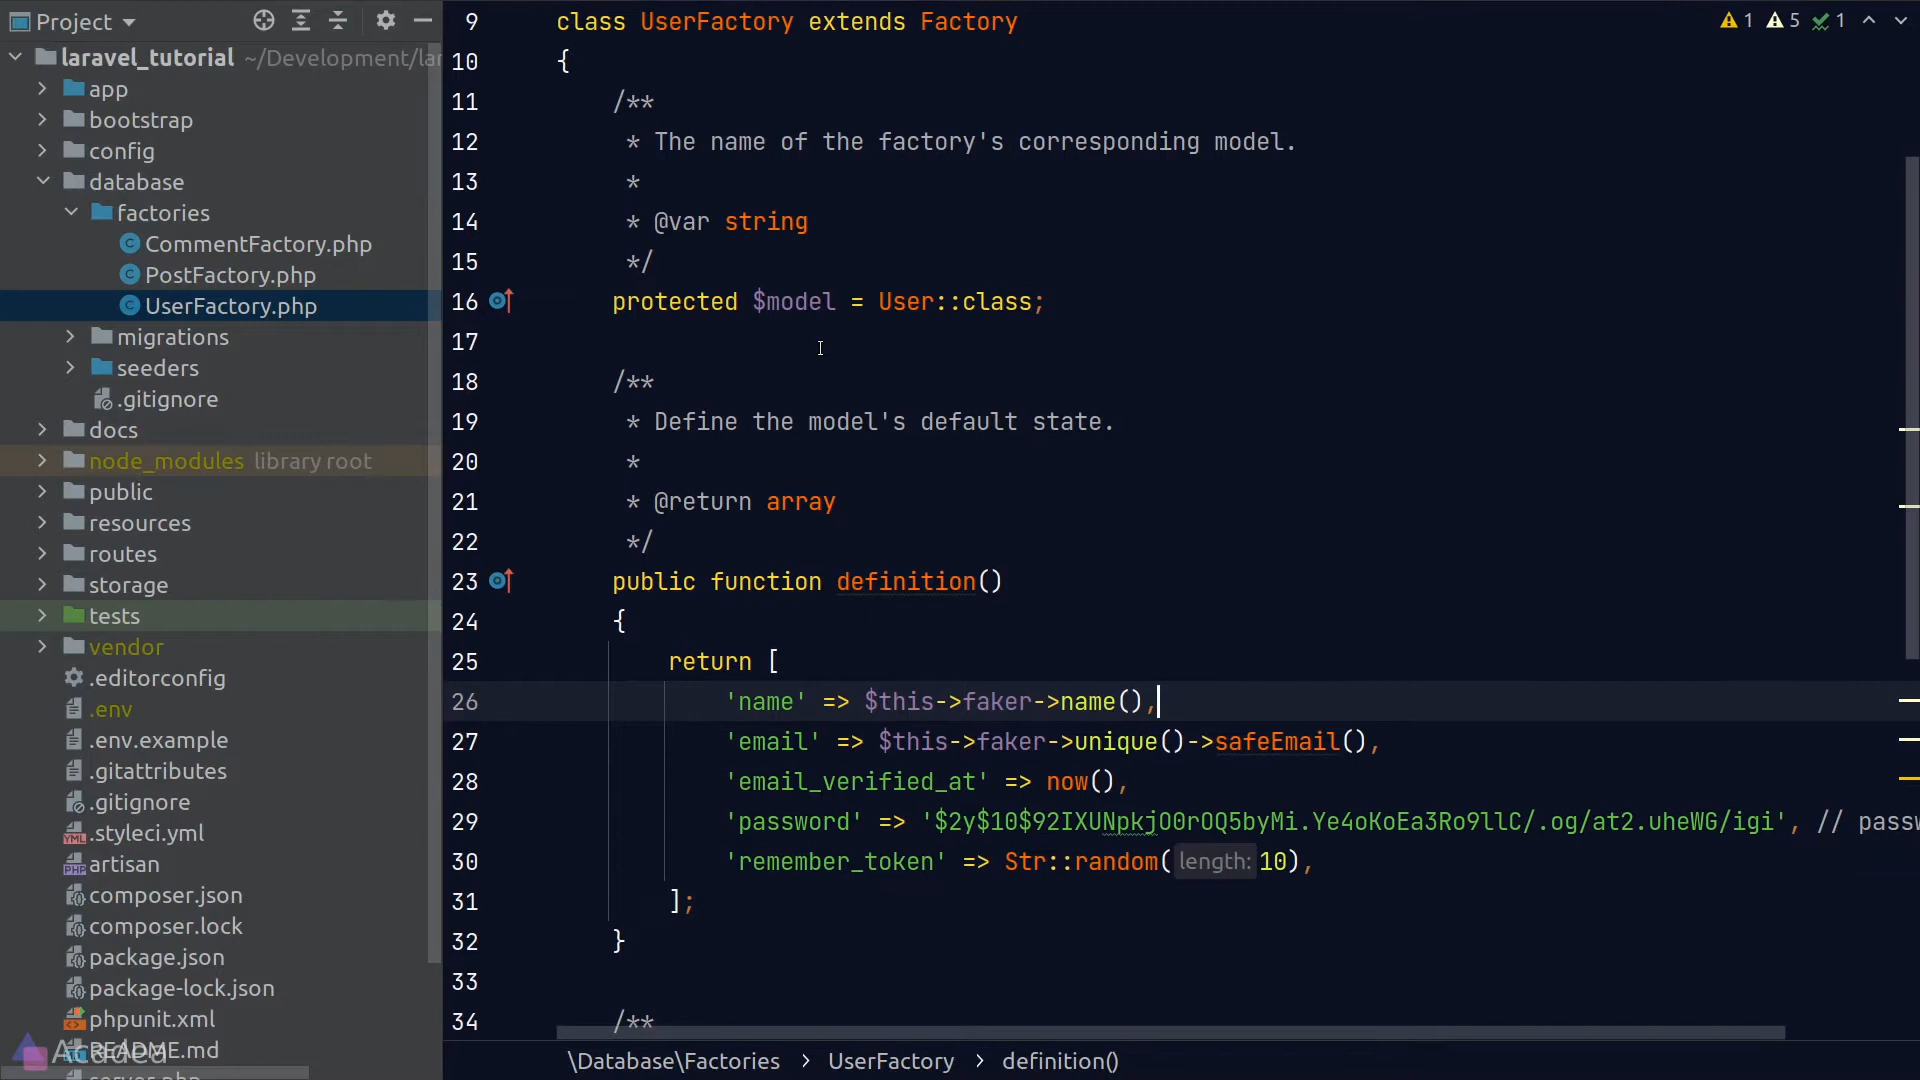 Project
laravel_tutorial ~/Development/la
app
bootstrap
config
database
factories
CommentFactory.php
PostFactory.php
UserFactory.php
migrations
seeders
.gitignore
docs
node_modules library root
public
resources
routes
storage
tests
vendor
.editorconfig
.env
.env.example
.gitattributes
.gitignore
.styleci.yml
artisan
composer.json
composer.lock
package.json
package-lock.json
phpunit.xml
README.md
Acadea
server.php
1 5 1
9 class UserFactory extends Factory
10 {
11 /**
12 * The name of the factory's corresponding model.
13 *
14 * @var string
15 */
16 protected $model = User::class;
17
18 /**
19 * Define the model's default state.
20 *
21 * @return array
22 */
23 public function definition()
24 {
25 return [
26 'name' => $this->faker->name(),
27 'email' => $this->faker->unique()->safeEmail(),
28 'email_verified_at' => now(),
29 'password' => '$2y$10$92IXUNpkjO0rOQ5byMi.Ye4oKoEa3Ro9llC/.og/at2.uheWG/igi', // passw
30 'remember_token' => Str::random( length: 10),
31 ];
32 }
33
34 /**
\Database\Factories > UserFactory > definition()